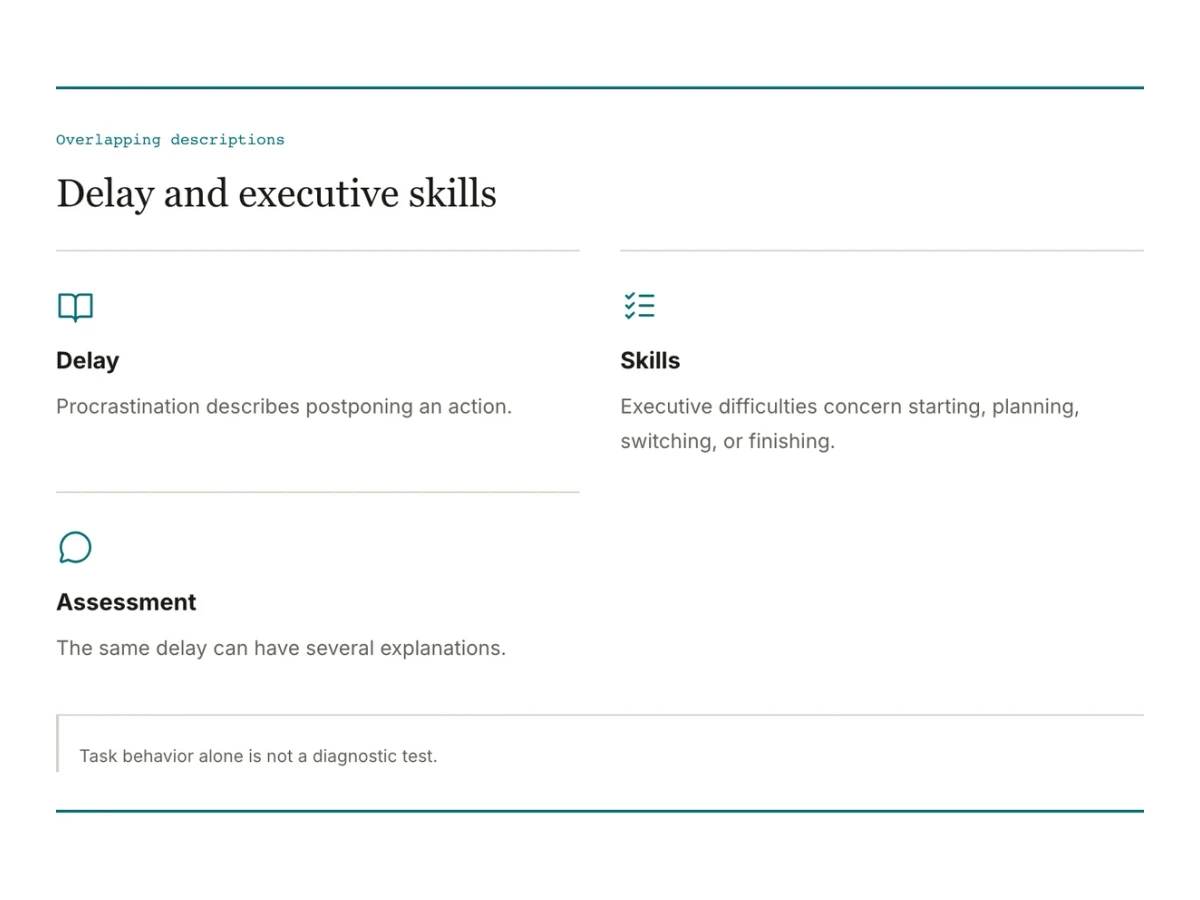 Overlapping descriptions
Delay and executive skills
Delay
Procrastination describes postponing an action.
Skills
Executive difficulties concern starting, planning,
switching, or finishing.
Assessment
The same delay can have several explanations.
Task behavior alone is not a diagnostic test.